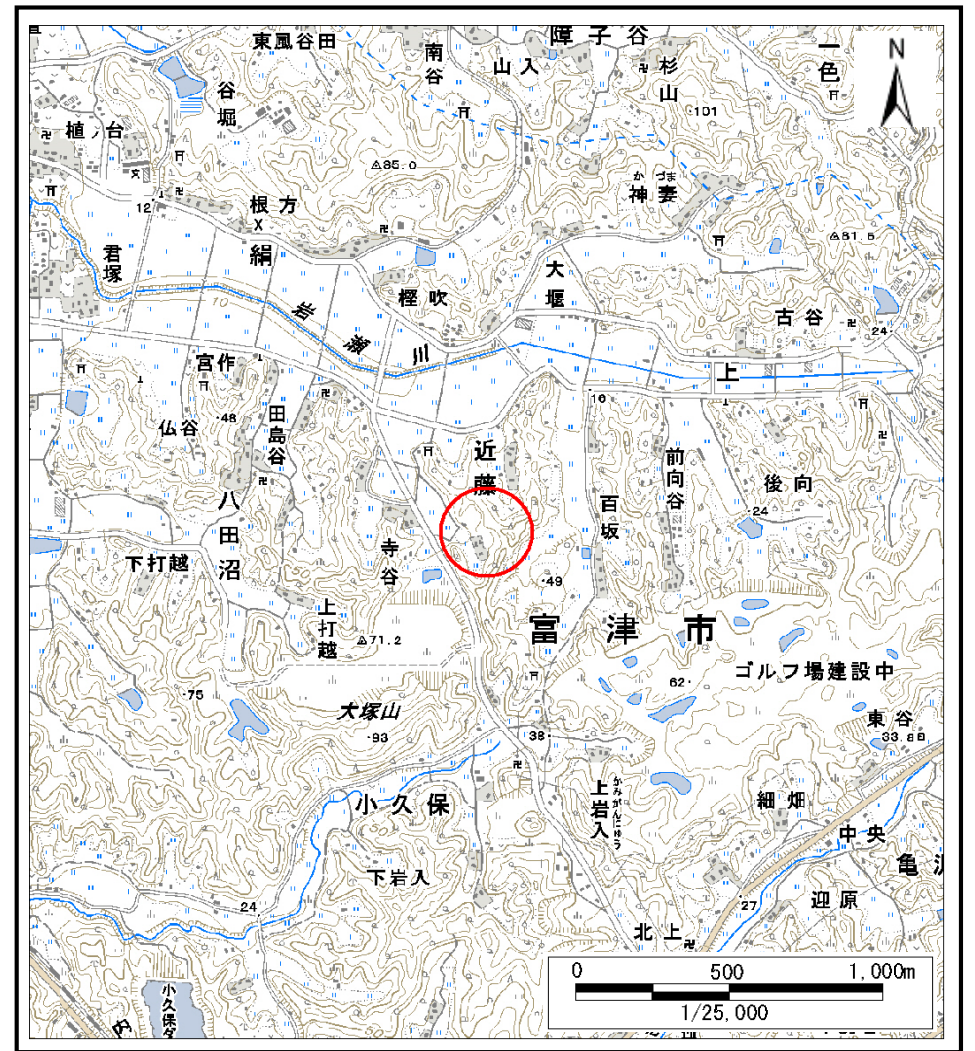 東風谷田
南谷
障子谷
山入
杉山
一色
N
谷堀
植ノ台
101
85.0
かづま
神妻
12
根方
絹
81.5
君塚
大堰
樫吹
10
岩瀬川
古谷
24
宮作
上
10
48
田島谷
仏谷
近藤
前向谷
後向
八田沼
百坂
24
寺谷
下打越
49
上打越
71.2
富津市
62
ゴルフ場建設中
75
大塚山
93
東谷
33.8
38
小久保
上岩入
かみがんにゅう
細畑
中央
亀沢
下岩入
24
27
迎原
北上
0 500 1,000m
1/25,000
小久保ダ